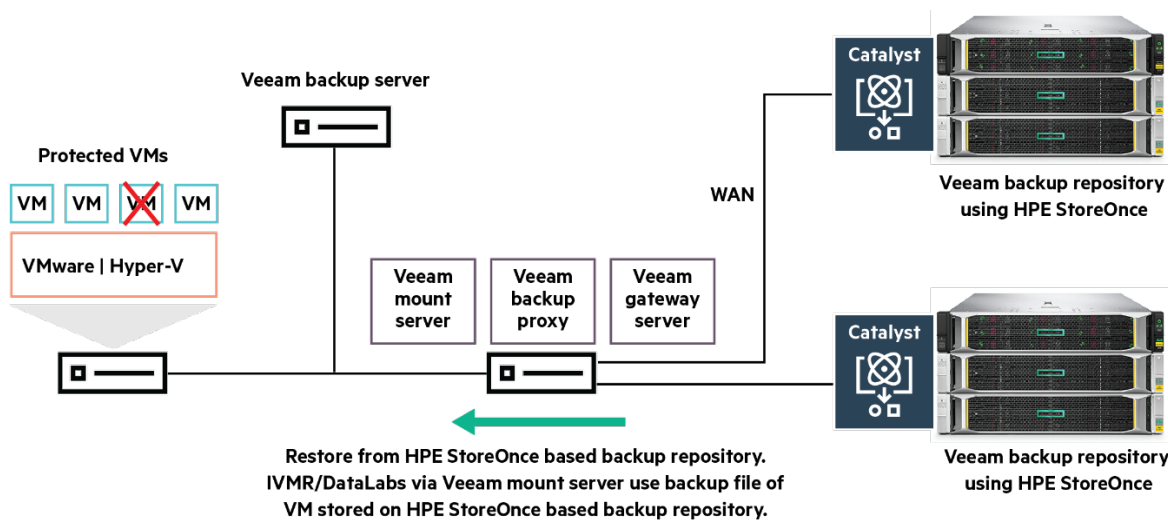 Veeam backup server
Protected VMs
VM
VM
VM
VM
VMware | Hyper-V
Veeam
mount
server
Veeam
backup
proxy
Veeam
gateway
server
WAN
Catalyst
Veeam backup repository
using HPE StoreOnce
Catalyst
Veeam backup repository
using HPE StoreOnce
Restore from HPE StoreOnce based backup repository.
IVMR/DataLabs via Veeam mount server use backup file of
VM stored on HPE StoreOnce based backup repository.